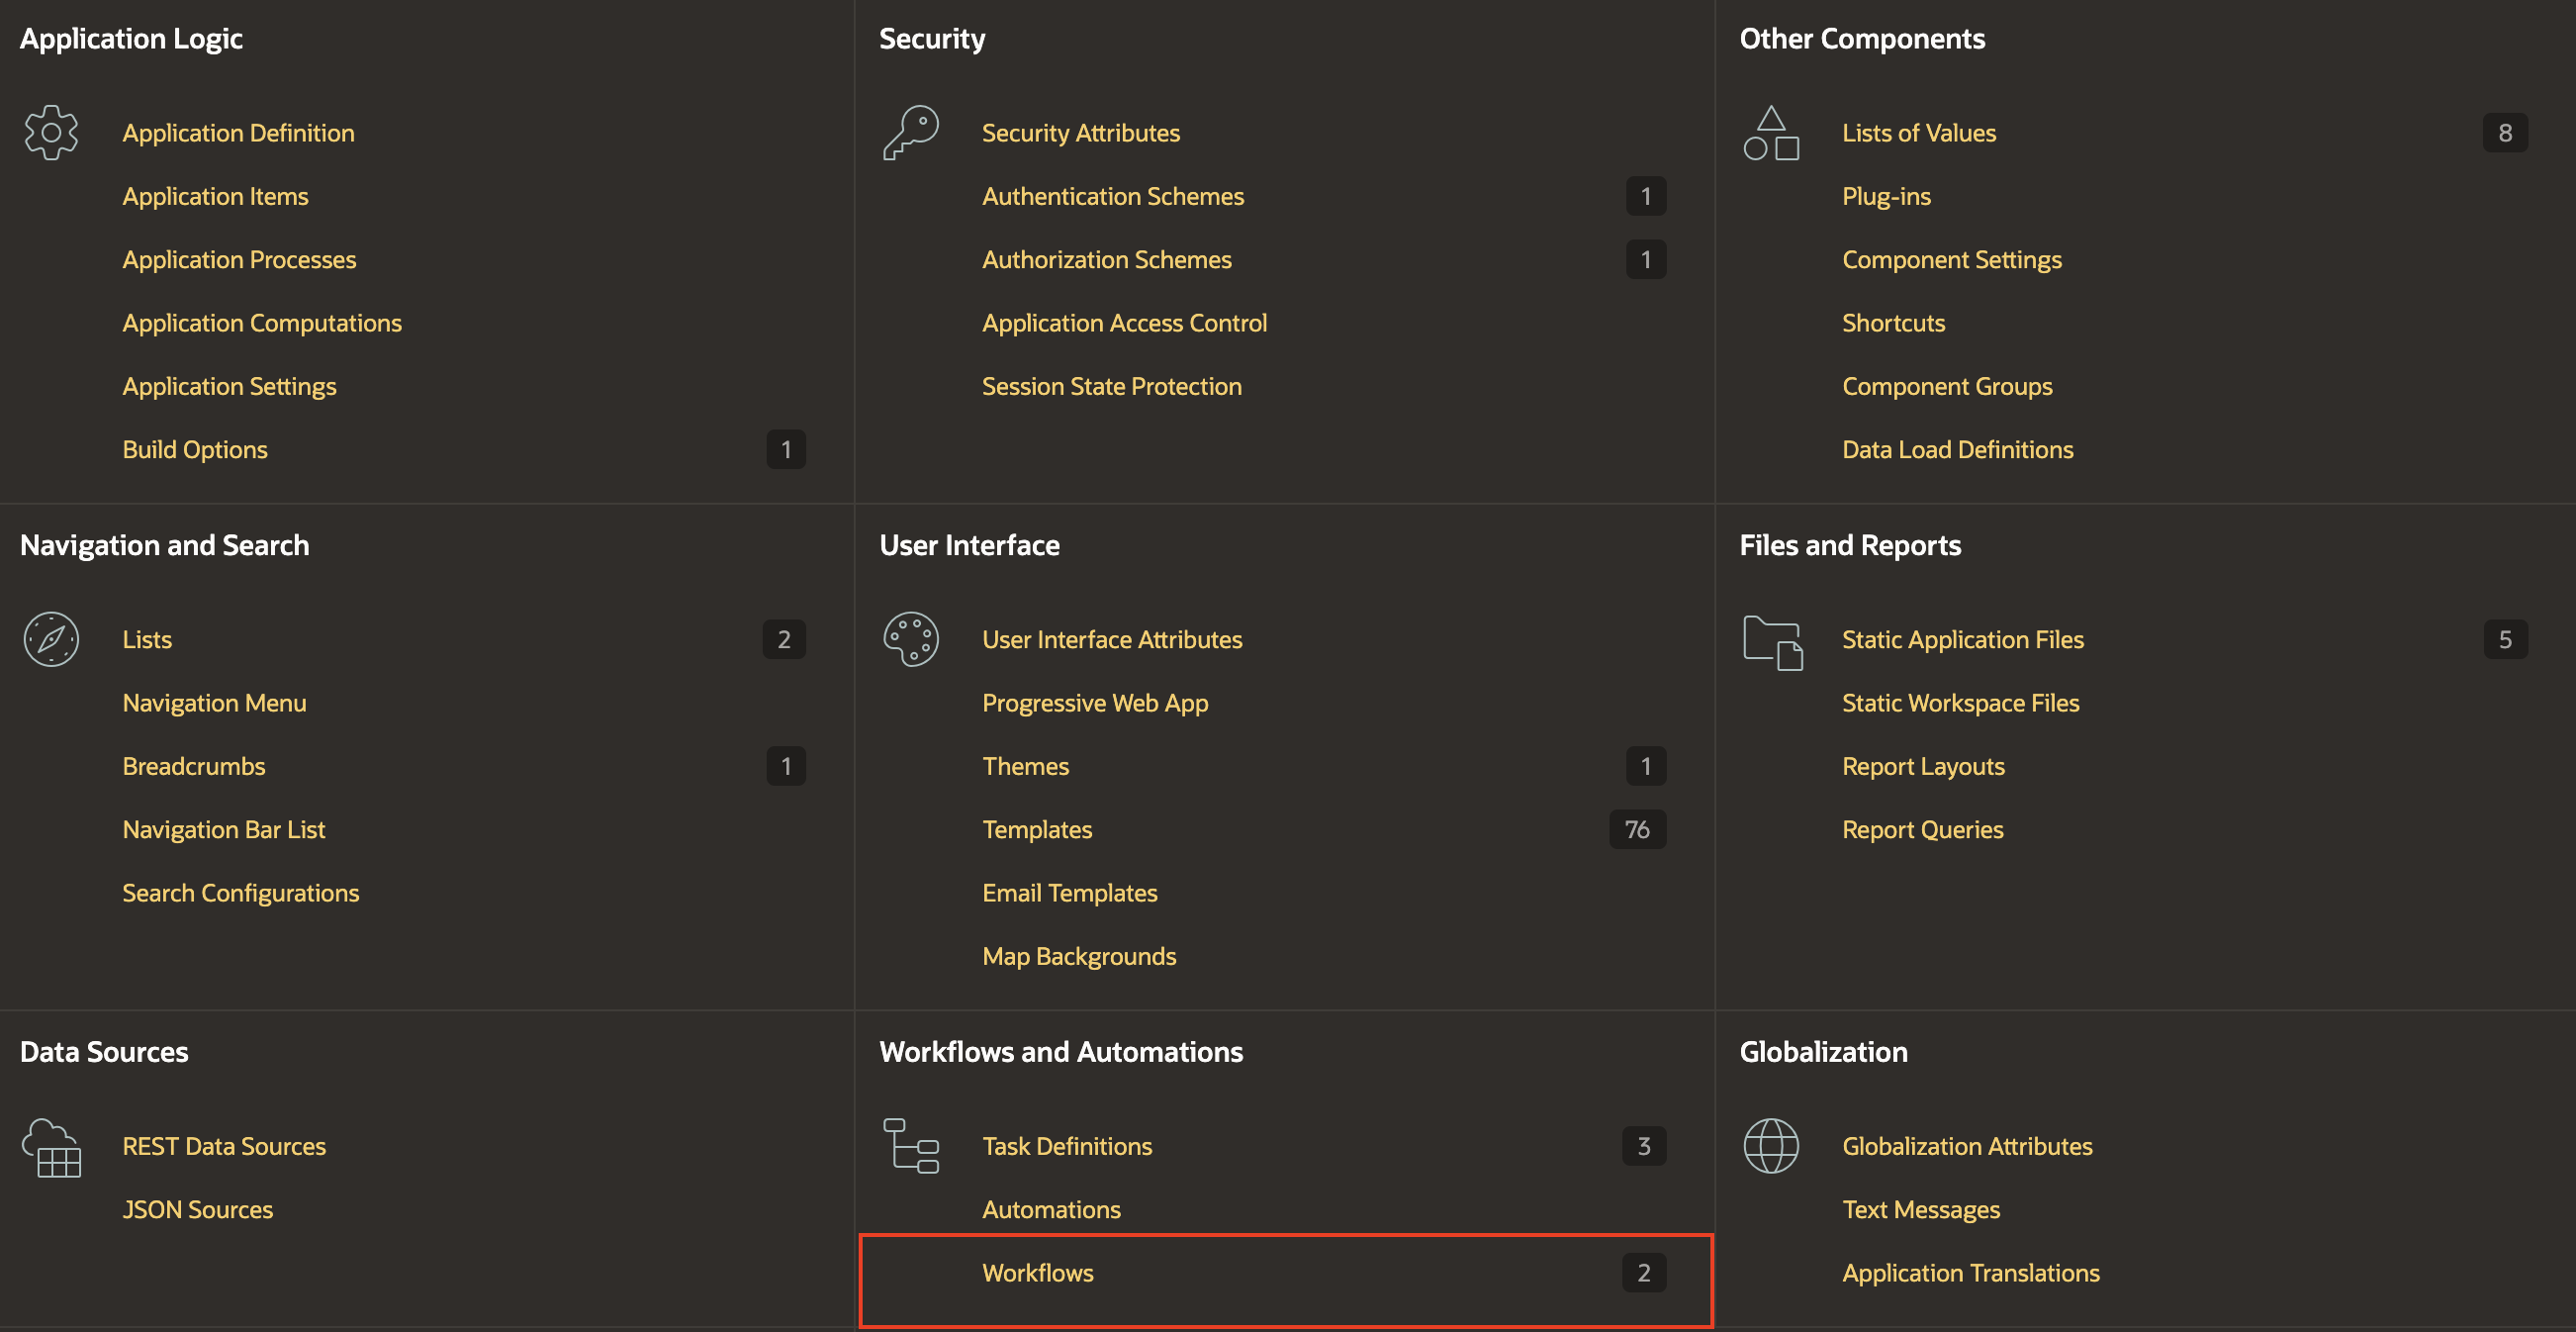 Application Logic
Application Definition
Application Items
Application Processes
Application Computations
Application Settings
Build Options 1
Security
Security Attributes
Authentication Schemes 1
Authorization Schemes 1
Application Access Control
Session State Protection
Other Components
Lists of Values 8
Plug-ins
Component Settings
Shortcuts
Component Groups
Data Load Definitions
Navigation and Search
Lists 2
Navigation Menu
Breadcrumbs 1
Navigation Bar List
Search Configurations
User Interface
User Interface Attributes
Progressive Web App
Themes 1
Templates 76
Email Templates
Map Backgrounds
Files and Reports
Static Application Files 5
Static Workspace Files
Report Layouts
Report Queries
Data Sources
REST Data Sources
JSON Sources
Workflows and Automations
Task Definitions 3
Automations
Workflows 2
Globalization
Globalization Attributes
Text Messages
Application Translations